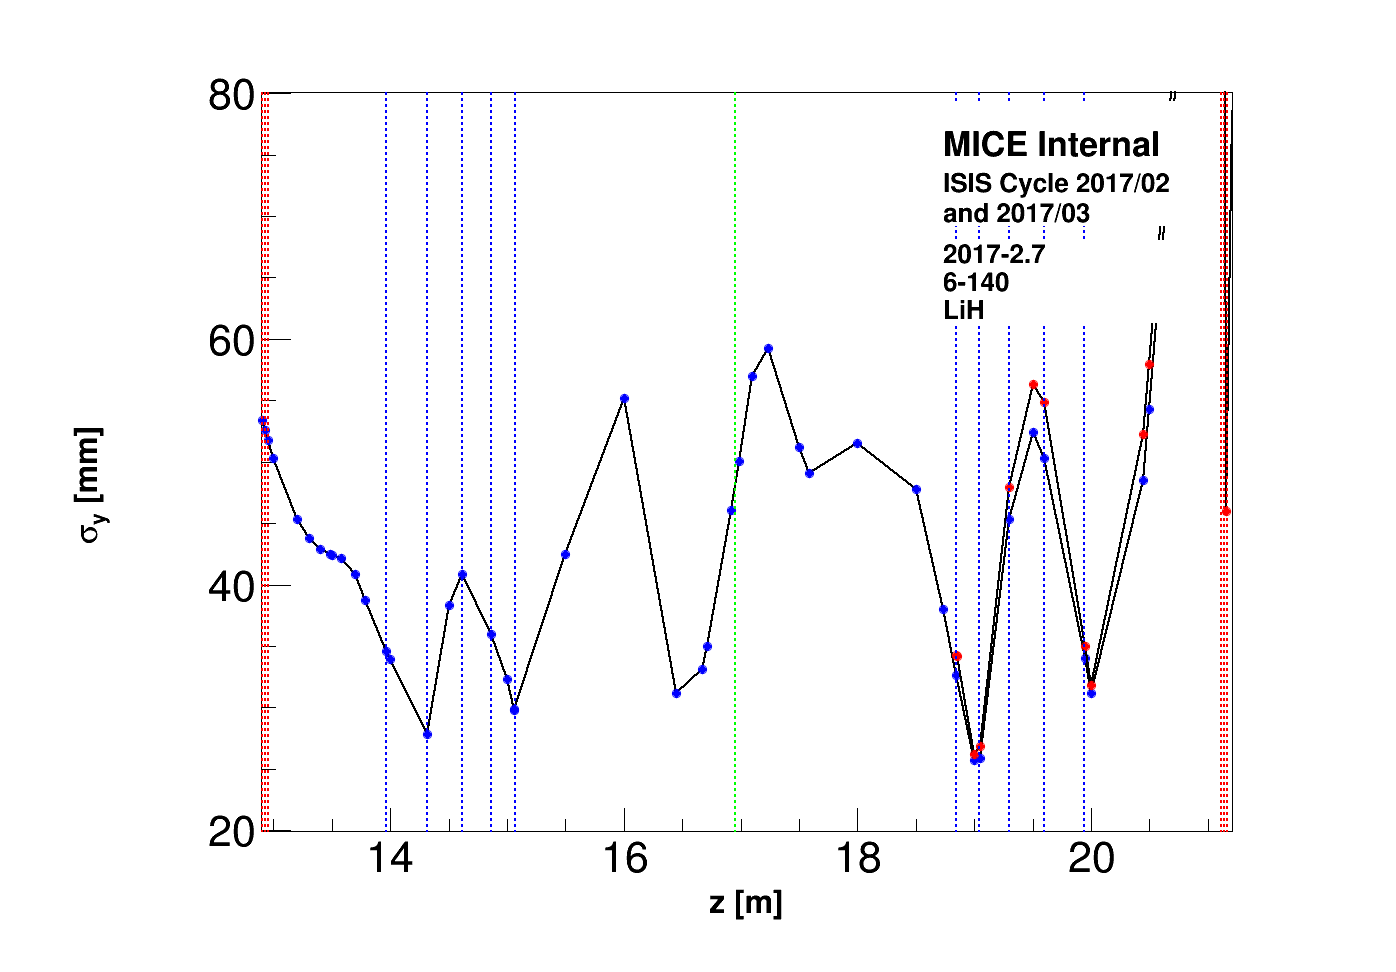 80
60
40
20
σy [mm]
MICE Internal
ISIS Cycle 2017/02
and 2017/03
2017-2.7
6-140
LiH
14 16 18 20
z [m]